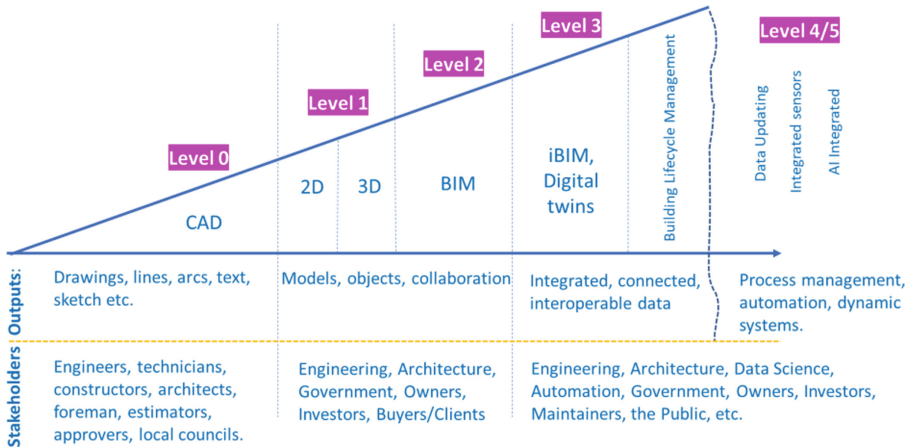 Level 0
Level 1
Level 2
Level 3
Level 4/5
CAD
2D
3D
BIM
iBIM,
Digital
twins
Building Lifecycle Management
Data Updating
Integrated sensors
AI Integrated
Outputs:
Drawings, lines, arcs, text,
sketch etc.
Models, objects, collaboration
Integrated, connected,
interoperable data
Process management,
automation, dynamic
systems.
Stakeholders
Engineers, technicians,
constructors, architects,
foreman, estimators,
approvers, local councils.
Engineering, Architecture,
Government, Owners,
Investors, Buyers/Clients
Engineering, Architecture, Data Science,
Automation, Government, Owners, Investors,
Maintainers, the Public, etc.